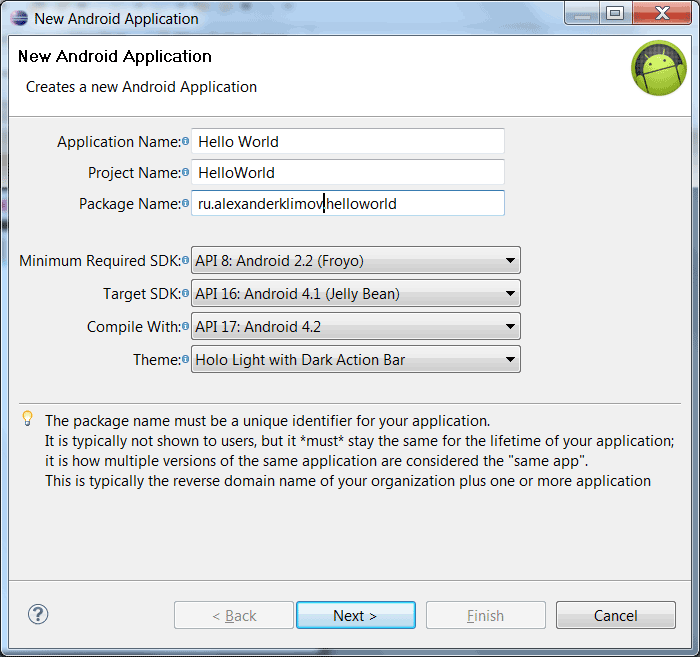 New Android Application
New Android Application
Creates a new Android Application
Application Name: Hello World
Project Name: HelloWorld
Package Name: ru.alexanderklimov.helloworld
Minimum Required SDK: API 8: Android 2.2 (Froyo)
Target SDK: API 16: Android 4.1 (Jelly Bean)
Compile With: API 17: Android 4.2
Theme: Holo Light with Dark Action Bar
The package name must be a unique identifier for your application.
It is typically not shown to users, but it *must* stay the same for the lifetime of your application;
it is how multiple versions of the same application are considered the "same app".
This is typically the reverse domain name of your organization plus one or more application
? < Back Next > Finish Cancel